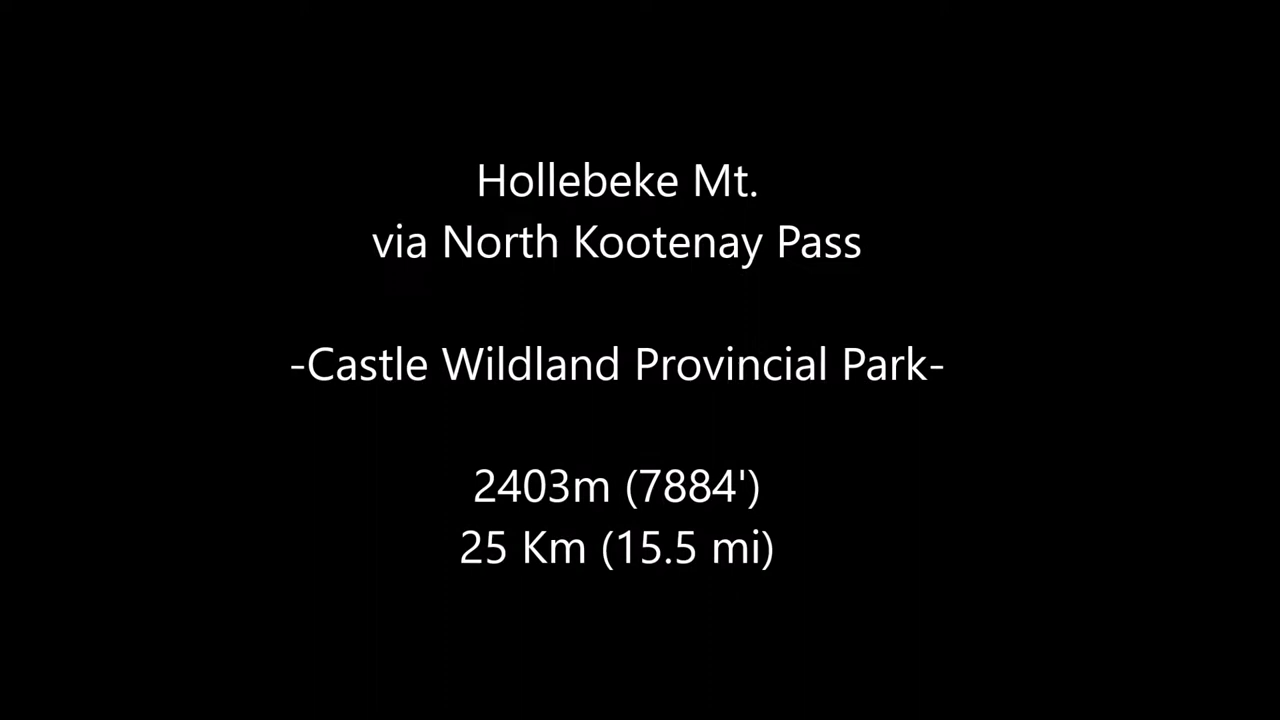 Hollebeke Mt.
via North Kootenay Pass
-Castle Wildland Provincial Park-
2403m (7884')
25 Km (15.5 mi)